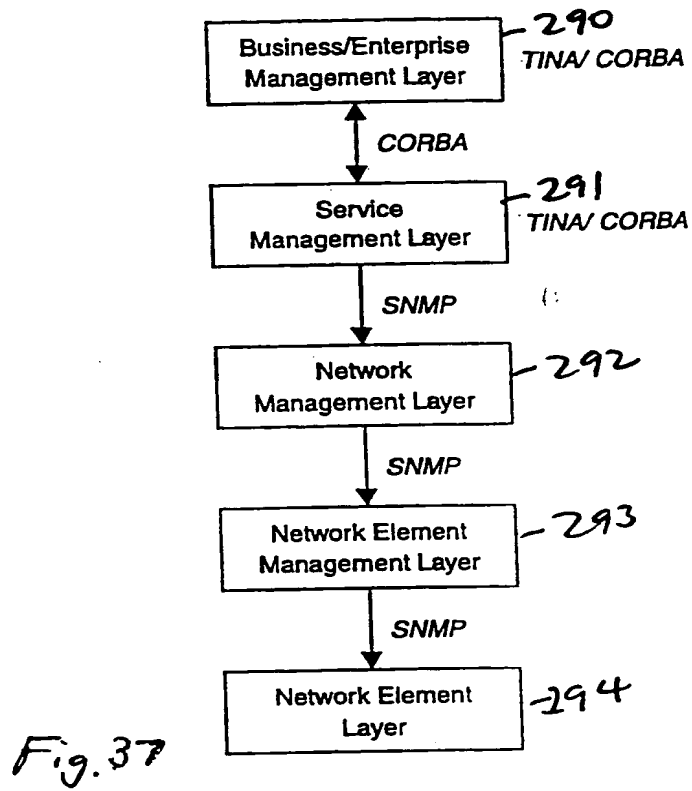 290
Business/Enterprise
Management Layer
TINA/ CORBA
CORBA
291
Service
Management Layer
TINA/ CORBA
SNMP
Network
Management Layer
292
SNMP
Network Element
Management Layer
293
SNMP
Network Element
Layer
294
Fig. 37